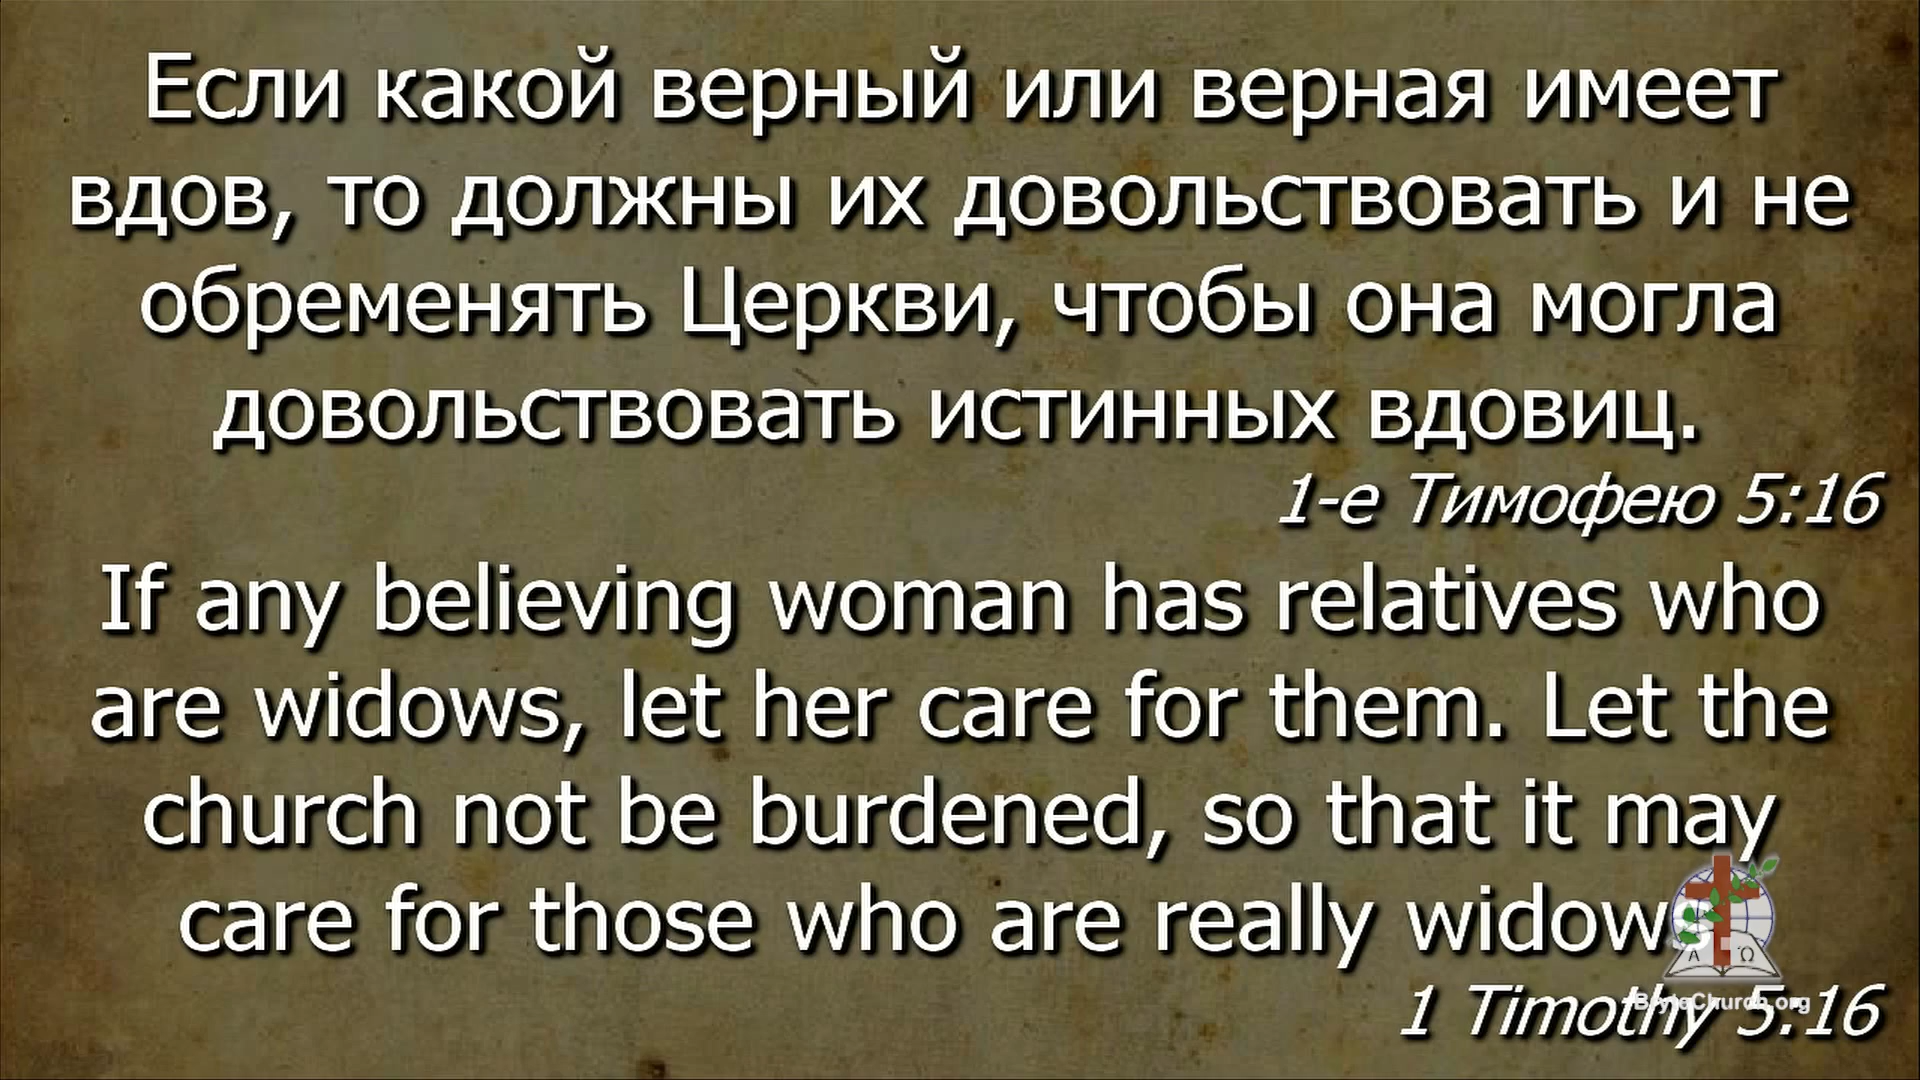 Если какой верный или верная имеет
вдов, то должны их довольствовать и не
обременять Церкви, чтобы она могла
довольствовать истинных вдовиц.
1-е Тимофею 5:16
If any believing woman has relatives who
are widows, let her care for them. Let the
church not be burdened, so that it may
care for those who are really widows.
Α Ω
BryteChurch.org
1 Timothy 5:16